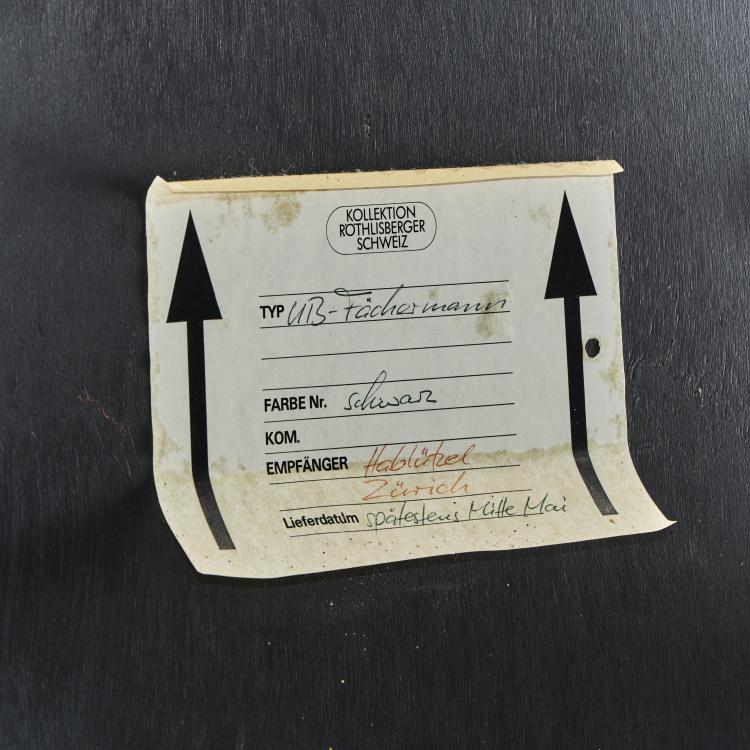 KOLLEKTION
RÖTHLISBERGER
SCHWEIZ
TYP UB-Fächermann
FARBE Nr. schwarz
KOM.
EMPFÄNGER Hablützel
Zürich
Lieferdatum spätestens Mitte Mai